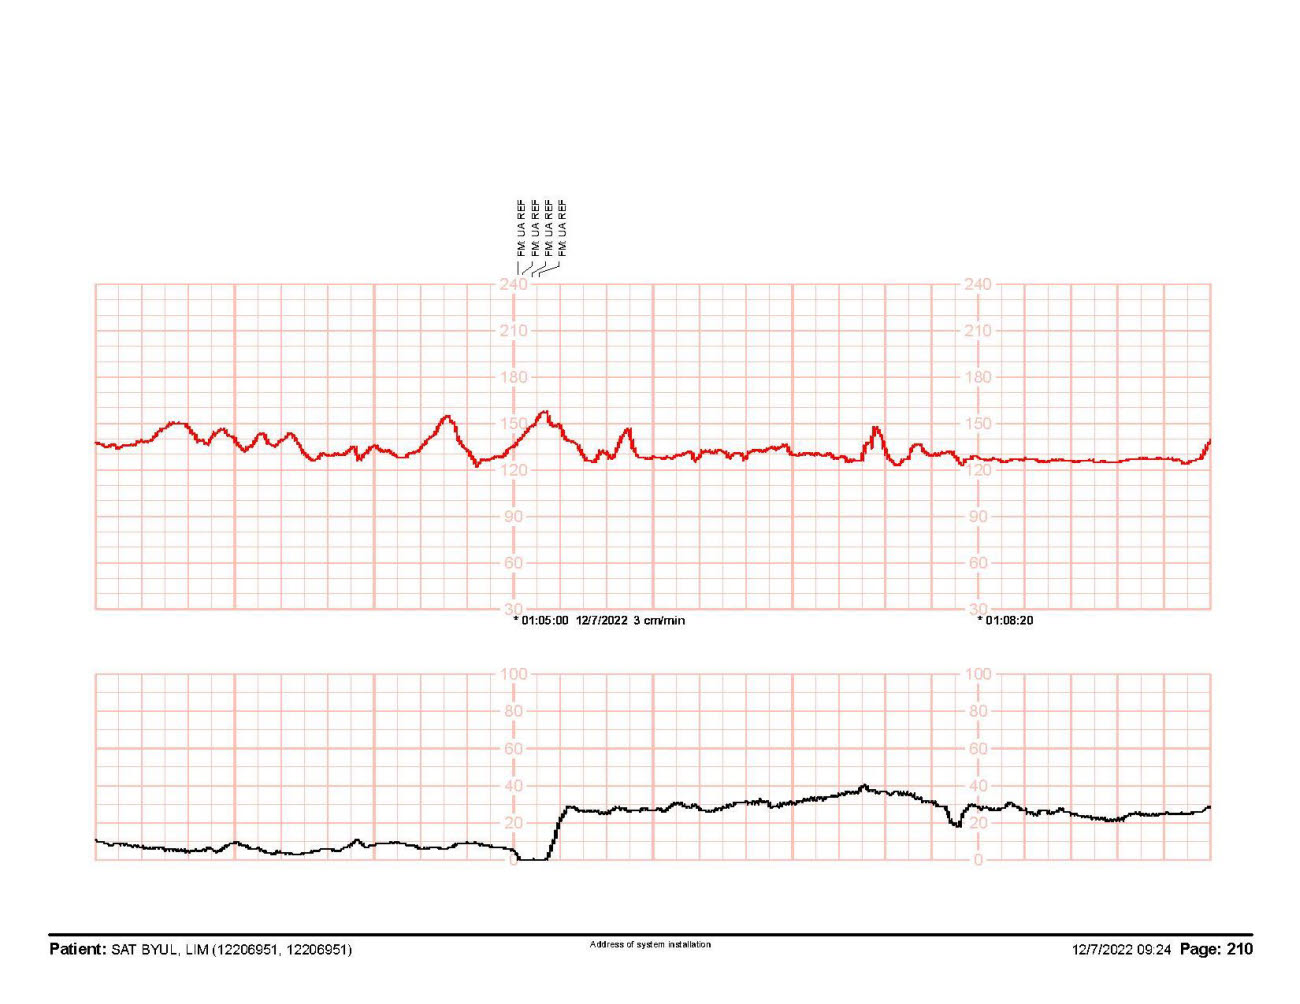 FM: UA REF
FM: UA REF
FM: UA REF
FM: UA REF
240 240
210 210
180 180
150 150
120 120
90 90
60 60
30 30
* 01:05:00 12/7/2022 3 cm/min * 01:08:20
100 100
80 80
60 60
40 40
20 20
0 0
Patient: SAT BYUL, LIM (12206951, 12206951) Address of system installation 12/7/2022 09:24 Page: 210